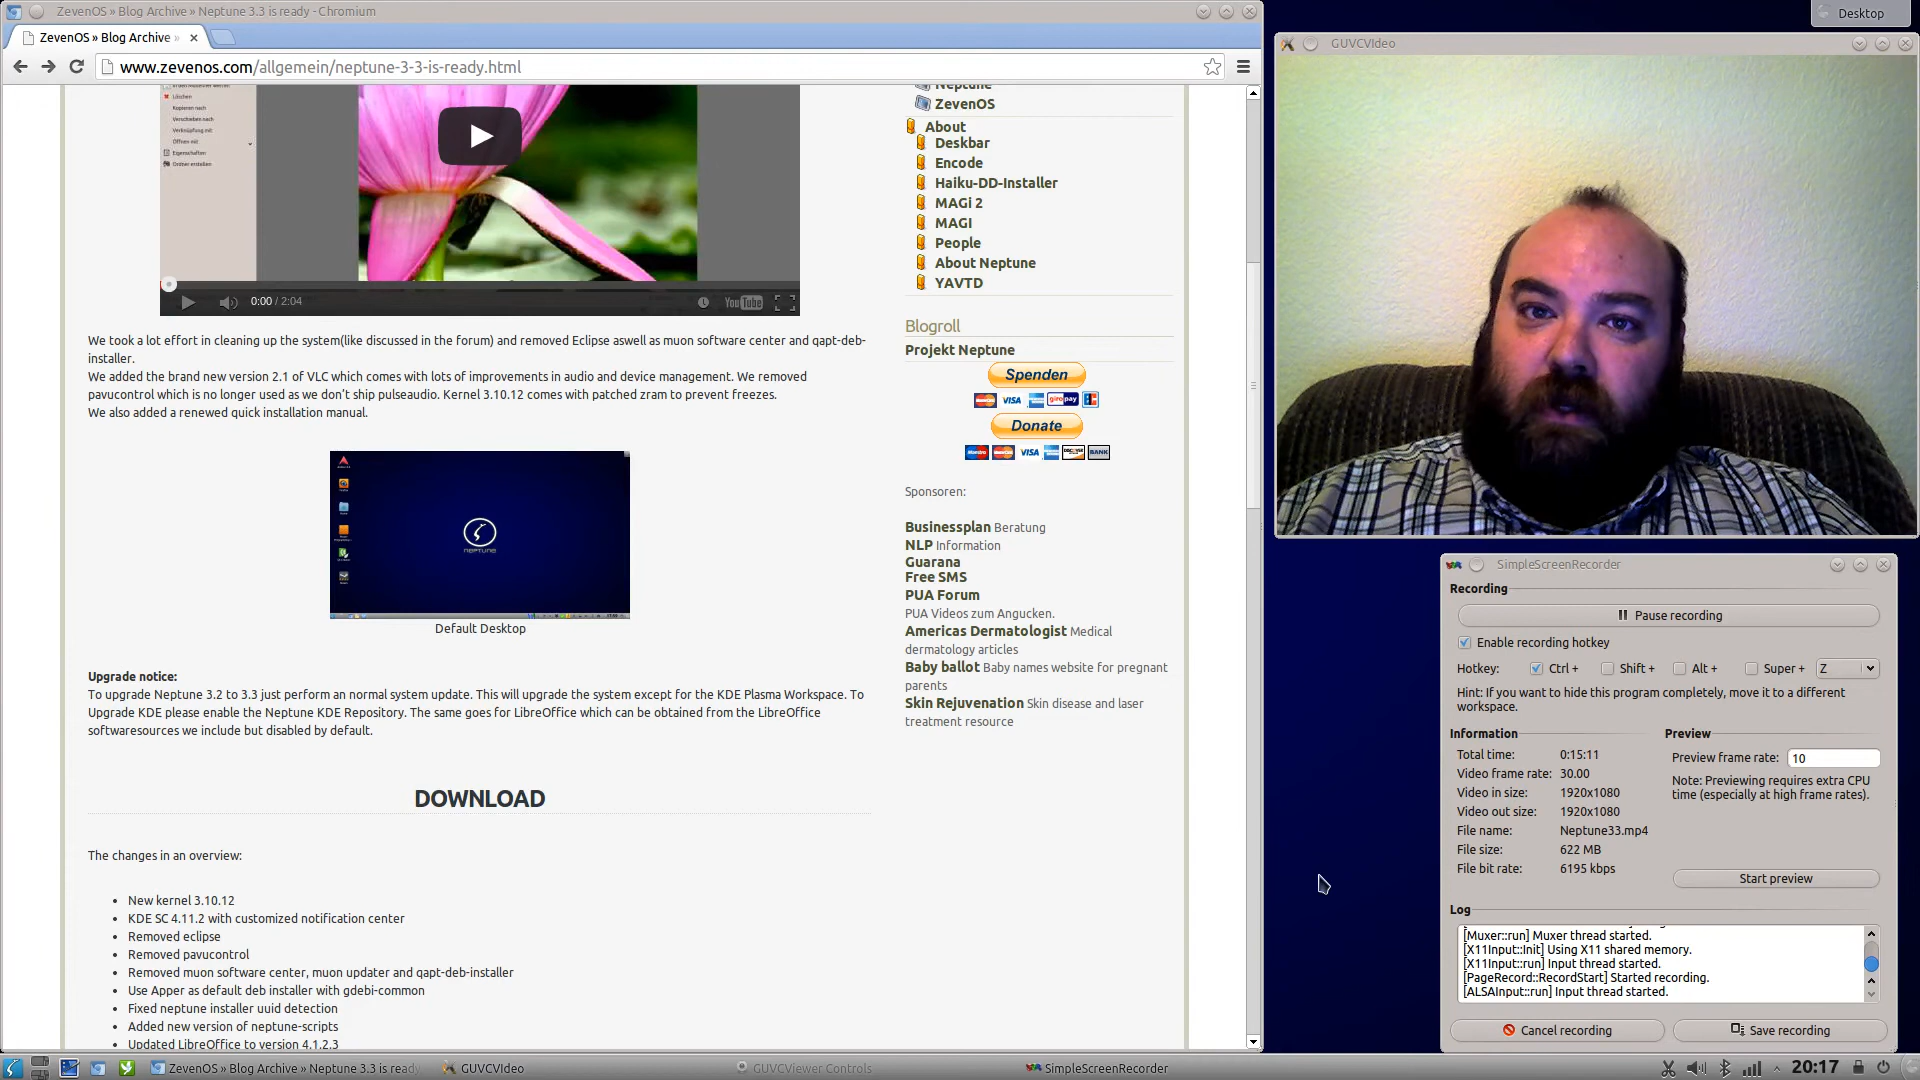 ZevenOS » Blog Archive » Neptune 3.3 is ready - Chromium
ZevenOS » Blog Archive »
www.zevenos.com/allgemein/neptune-3-3-is-ready.html
Löschen
Kopieren nach
Verschieben nach
Verknüpfung mit
Öffnen mit
Eigenschaften
Ordner erstellen
0:00 / 2:04
YouTube
We took a lot effort in cleaning up the system(like discussed in the forum) and removed Eclipse aswell as muon software center and qapt-deb-
installer.
We added the brand new version 2.1 of VLC which comes with lots of improvements in audio and device management. We removed
pavucontrol which is no longer used as we don't ship pulseaudio. Kernel 3.10.12 comes with patched zram to prevent freezes.
We also added a renewed quick installation manual.
NEPTUNE
Default Desktop
Upgrade notice:
To upgrade Neptune 3.2 to 3.3 just perform an normal system update. This will upgrade the system except for the KDE Plasma Workspace. To
Upgrade KDE please enable the Neptune KDE Repository. The same goes for LibreOffice which can be obtained from the LibreOffice
softwaresources we include but disabled by default.
DOWNLOAD
The changes in an overview:
New kernel 3.10.12
KDE SC 4.11.2 with customized notification center
Removed eclipse
Removed pavucontrol
Removed muon software center, muon updater and qapt-deb-installer
Use Apper as default deb installer with gdebi-common
Fixed neptune installer uuid detection
Added new version of neptune-scripts
Updated LibreOffice to version 4.1.2.3
Neptune
ZevenOS
About
Deskbar
Encode
Haiku-DD-Installer
MAGi 2
MAGI
People
About Neptune
YAVTD
Blogroll
Projekt Neptune
Spenden
VISA
giropay
Donate
VISA
BANK
Sponsoren:
Businessplan Beratung
NLP Information
Guarana
Free SMS
PUA Forum
PUA Videos zum Angucken.
Americas Dermatologist Medical
dermatology articles
Baby ballot Baby names website for pregnant
parents
Skin Rejuvenation Skin disease and laser
treatment resource
Desktop
GUVCVIdeo
SimpleScreenRecorder
Recording
Pause recording
Enable recording hotkey
Hotkey: Ctrl + Shift + Alt + Super + Z
Hint: If you want to hide this program completely, move it to a different
workspace.
Information
Total time: 0:15:11
Video frame rate: 30.00
Video in size: 1920x1080
Video out size: 1920x1080
File name: Neptune33.mp4
File size: 622 MB
File bit rate: 6195 kbps
Preview
Preview frame rate: 10
Note: Previewing requires extra CPU
time (especially at high frame rates).
Start preview
Log
[Muxer::run] Muxer thread started.
[X11Input::Init] Using X11 shared memory.
[X11Input::run] Input thread started.
[PageRecord::RecordStart] Started recording.
[ALSAInput::run] Input thread started.
Cancel recording
Save recording
ZevenOS » Blog Archive » Neptune 3.3 is ready
GUVCVIdeo
GUVCViewer Controls
SimpleScreenRecorder
20:17